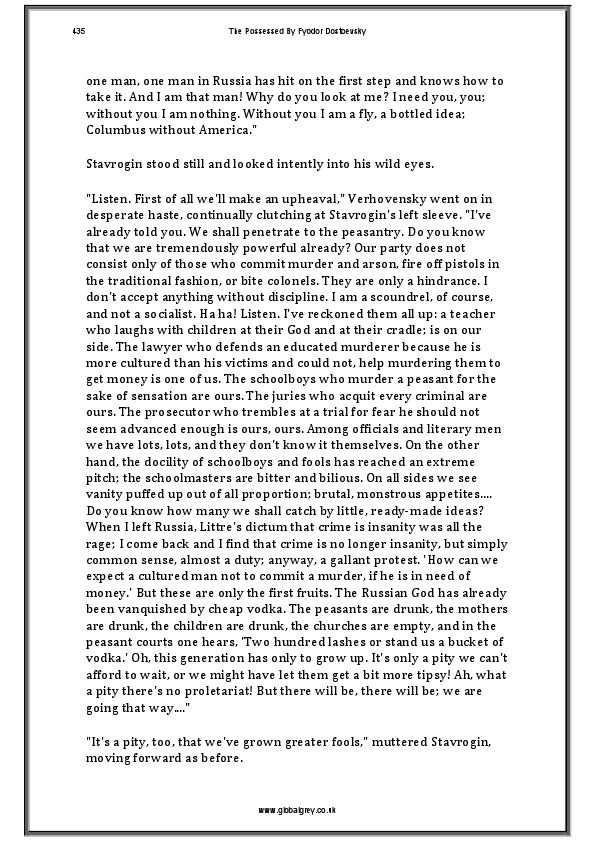 435
The Possessed By Fyodor Dostoevsky
one man, one man in Russia has hit on the first step and knows how to
take it. And I am that man! Why do you look at me? I need you, you;
without you I am nothing. Without you I am a fly, a bottled idea;
Columbus without America."
Stavrogin stood still and looked intently into his wild eyes.
"Listen. First of all we'll make an upheaval," Verhovensky went on in
desperate haste, continually clutching at Stavrogin's left sleeve. "I've
already told you. We shall penetrate to the peasantry. Do you know
that we are tremendously powerful already? Our party does not
consist only of those who commit murder and arson, fire off pistols in
the traditional fashion, or bite colonels. They are only a hindrance. I
don't accept anything without discipline. I am a scoundrel, of course,
and not a socialist. Ha ha! Listen. I've reckoned them all up: a teacher
who laughs with children at their God and at their cradle; is on our
side. The lawyer who defends an educated murderer because he is
more cultured than his victims and could not, help murdering them to
get money is one of us. The schoolboys who murder a peasant for the
sake of sensation are ours. The juries who acquit every criminal are
ours. The prosecutor who trembles at a trial for fear he should not
seem advanced enough is ours, ours. Among officials and literary men
we have lots, lots, and they don't know it themselves. On the other
hand, the docility of schoolboys and fools has reached an extreme
pitch; the schoolmasters are bitter and bilious. On all sides we see
vanity puffed up out of all proportion; brutal, monstrous appetites....
Do you know how many we shall catch by little, ready-made ideas?
When I left Russia, Littre's dictum that crime is insanity was all the
rage; I come back and I find that crime is no longer insanity, but simply
common sense, almost a duty; anyway, a gallant protest. 'How can we
expect a cultured man not to commit a murder, if he is in need of
money.' But these are only the first fruits. The Russian God has already
been vanquished by cheap vodka. The peasants are drunk, the mothers
are drunk, the children are drunk, the churches are empty, and in the
peasant courts one hears, 'Two hundred lashes or stand us a bucket of
vodka.' Oh, this generation has only to grow up. It's only a pity we can't
afford to wait, or we might have let them get a bit more tipsy! Ah, what
a pity there's no proletariat! But there will be, there will be; we are
going that way...."
"It's a pity, too, that we've grown greater fools," muttered Stavrogin,
moving forward as before.
www.globalgrey.co.uk